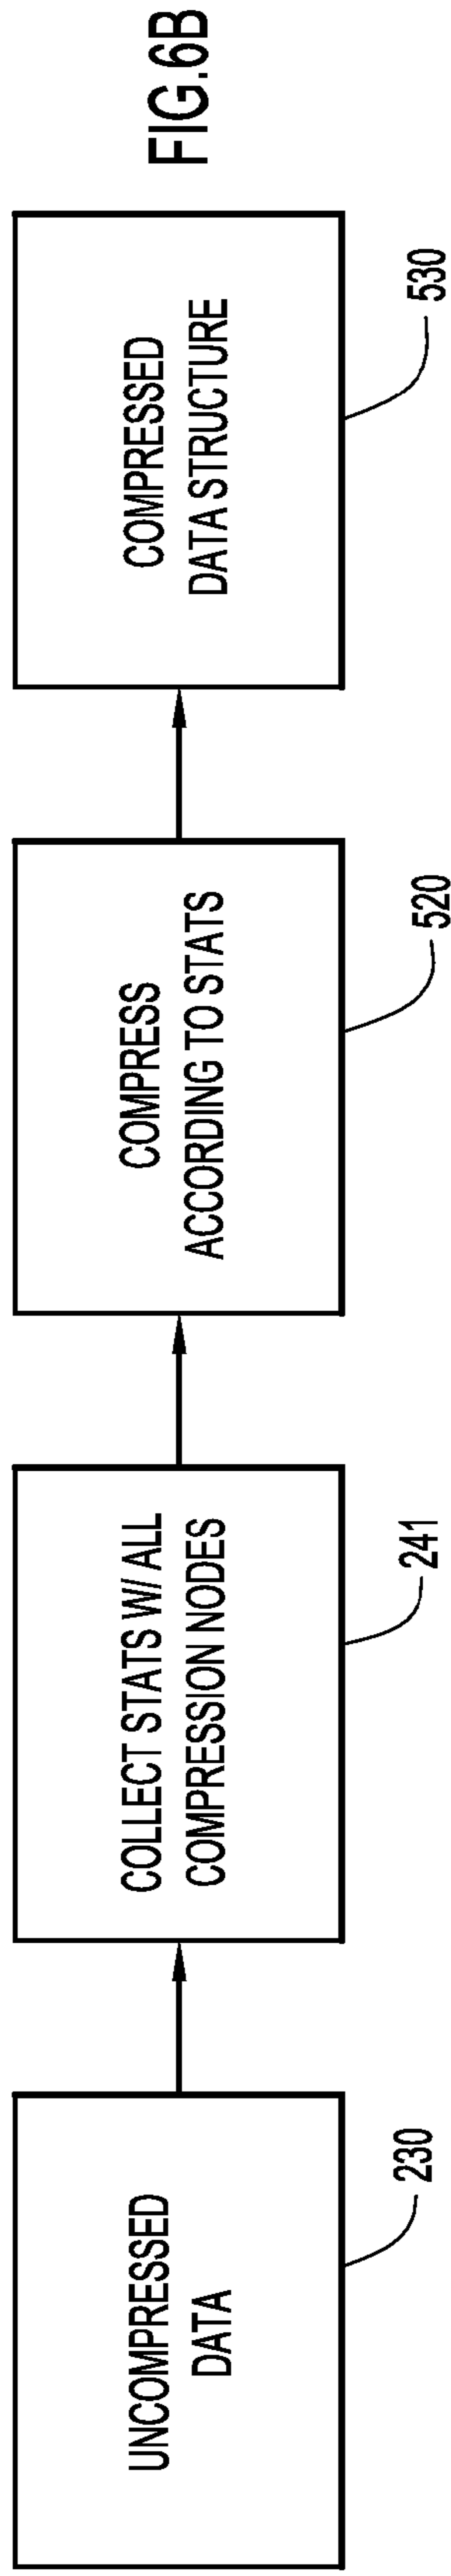 UNCOMPRESSED
DATA
230
COLLECT STATS W/ ALL
COMPRESSION NODES
241
COMPRESS
ACCORDING TO STATS
520
COMPRESSED
DATA STRUCTURE
530
FIG.6B